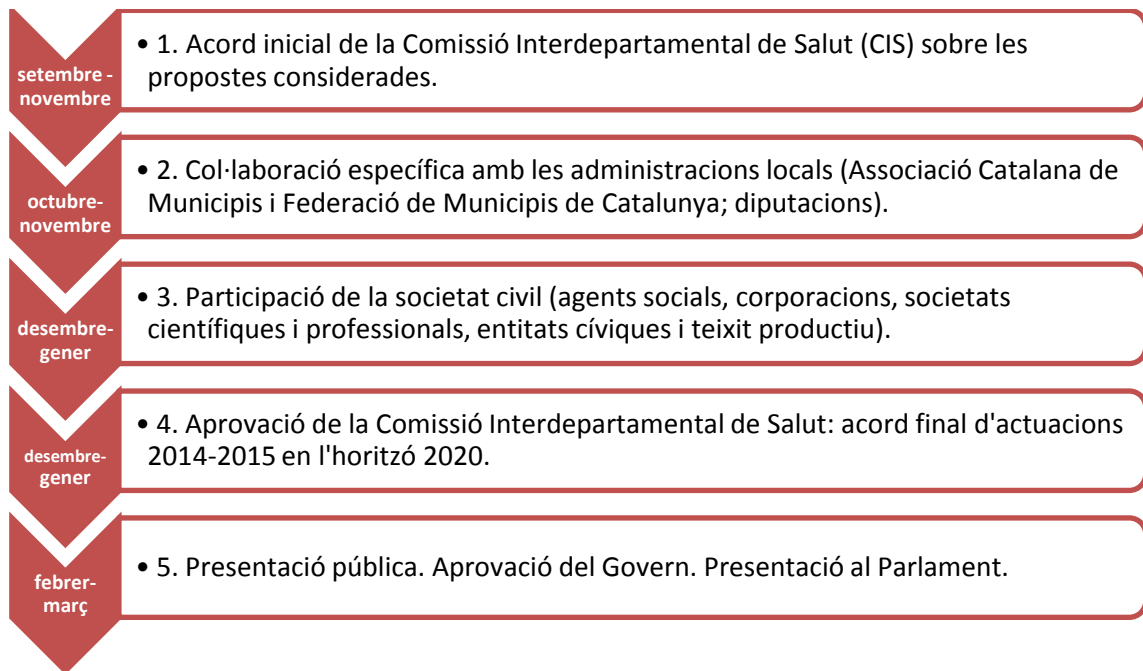 setembre -
novembre
• 1. Acord inicial de la Comissió Interdepartamental de Salut (CIS) sobre les
propostes considerades.
octubre-
novembre
• 2. Col·laboració específica amb les administracions locals (Associació Catalana de
Municipis i Federació de Municipis de Catalunya; diputacions).
desembre-
gener
• 3. Participació de la societat civil (agents socials, corporacions, societats
científiques i professionals, entitats cíviques i teixit productiu).
desembre-
gener
• 4. Aprovació de la Comissió Interdepartamental de Salut: acord final d'actuacions
2014-2015 en l'horitzó 2020.
febrer-
març
• 5. Presentació pública. Aprovació del Govern. Presentació al Parlament.